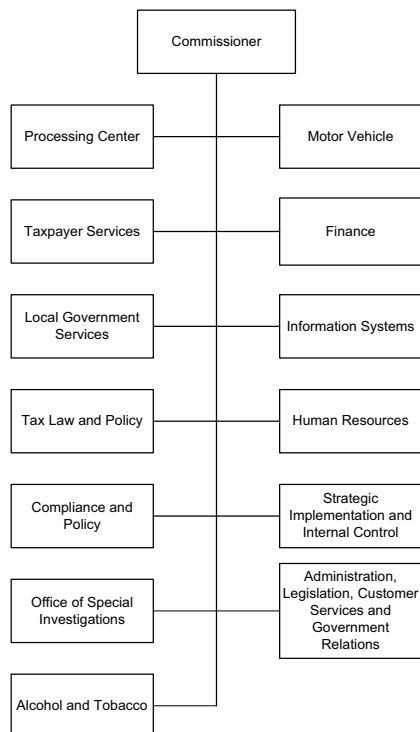 Commissioner
Processing Center
Motor Vehicle
Taxpayer Services
Finance
Local Government
Services
Information Systems
Tax Law and Policy
Human Resources
Compliance and
Policy
Strategic
Implementation and
Internal Control
Office of Special
Investigations
Administration,
Legislation, Customer
Services and
Government
Relations
Alcohol and Tobacco